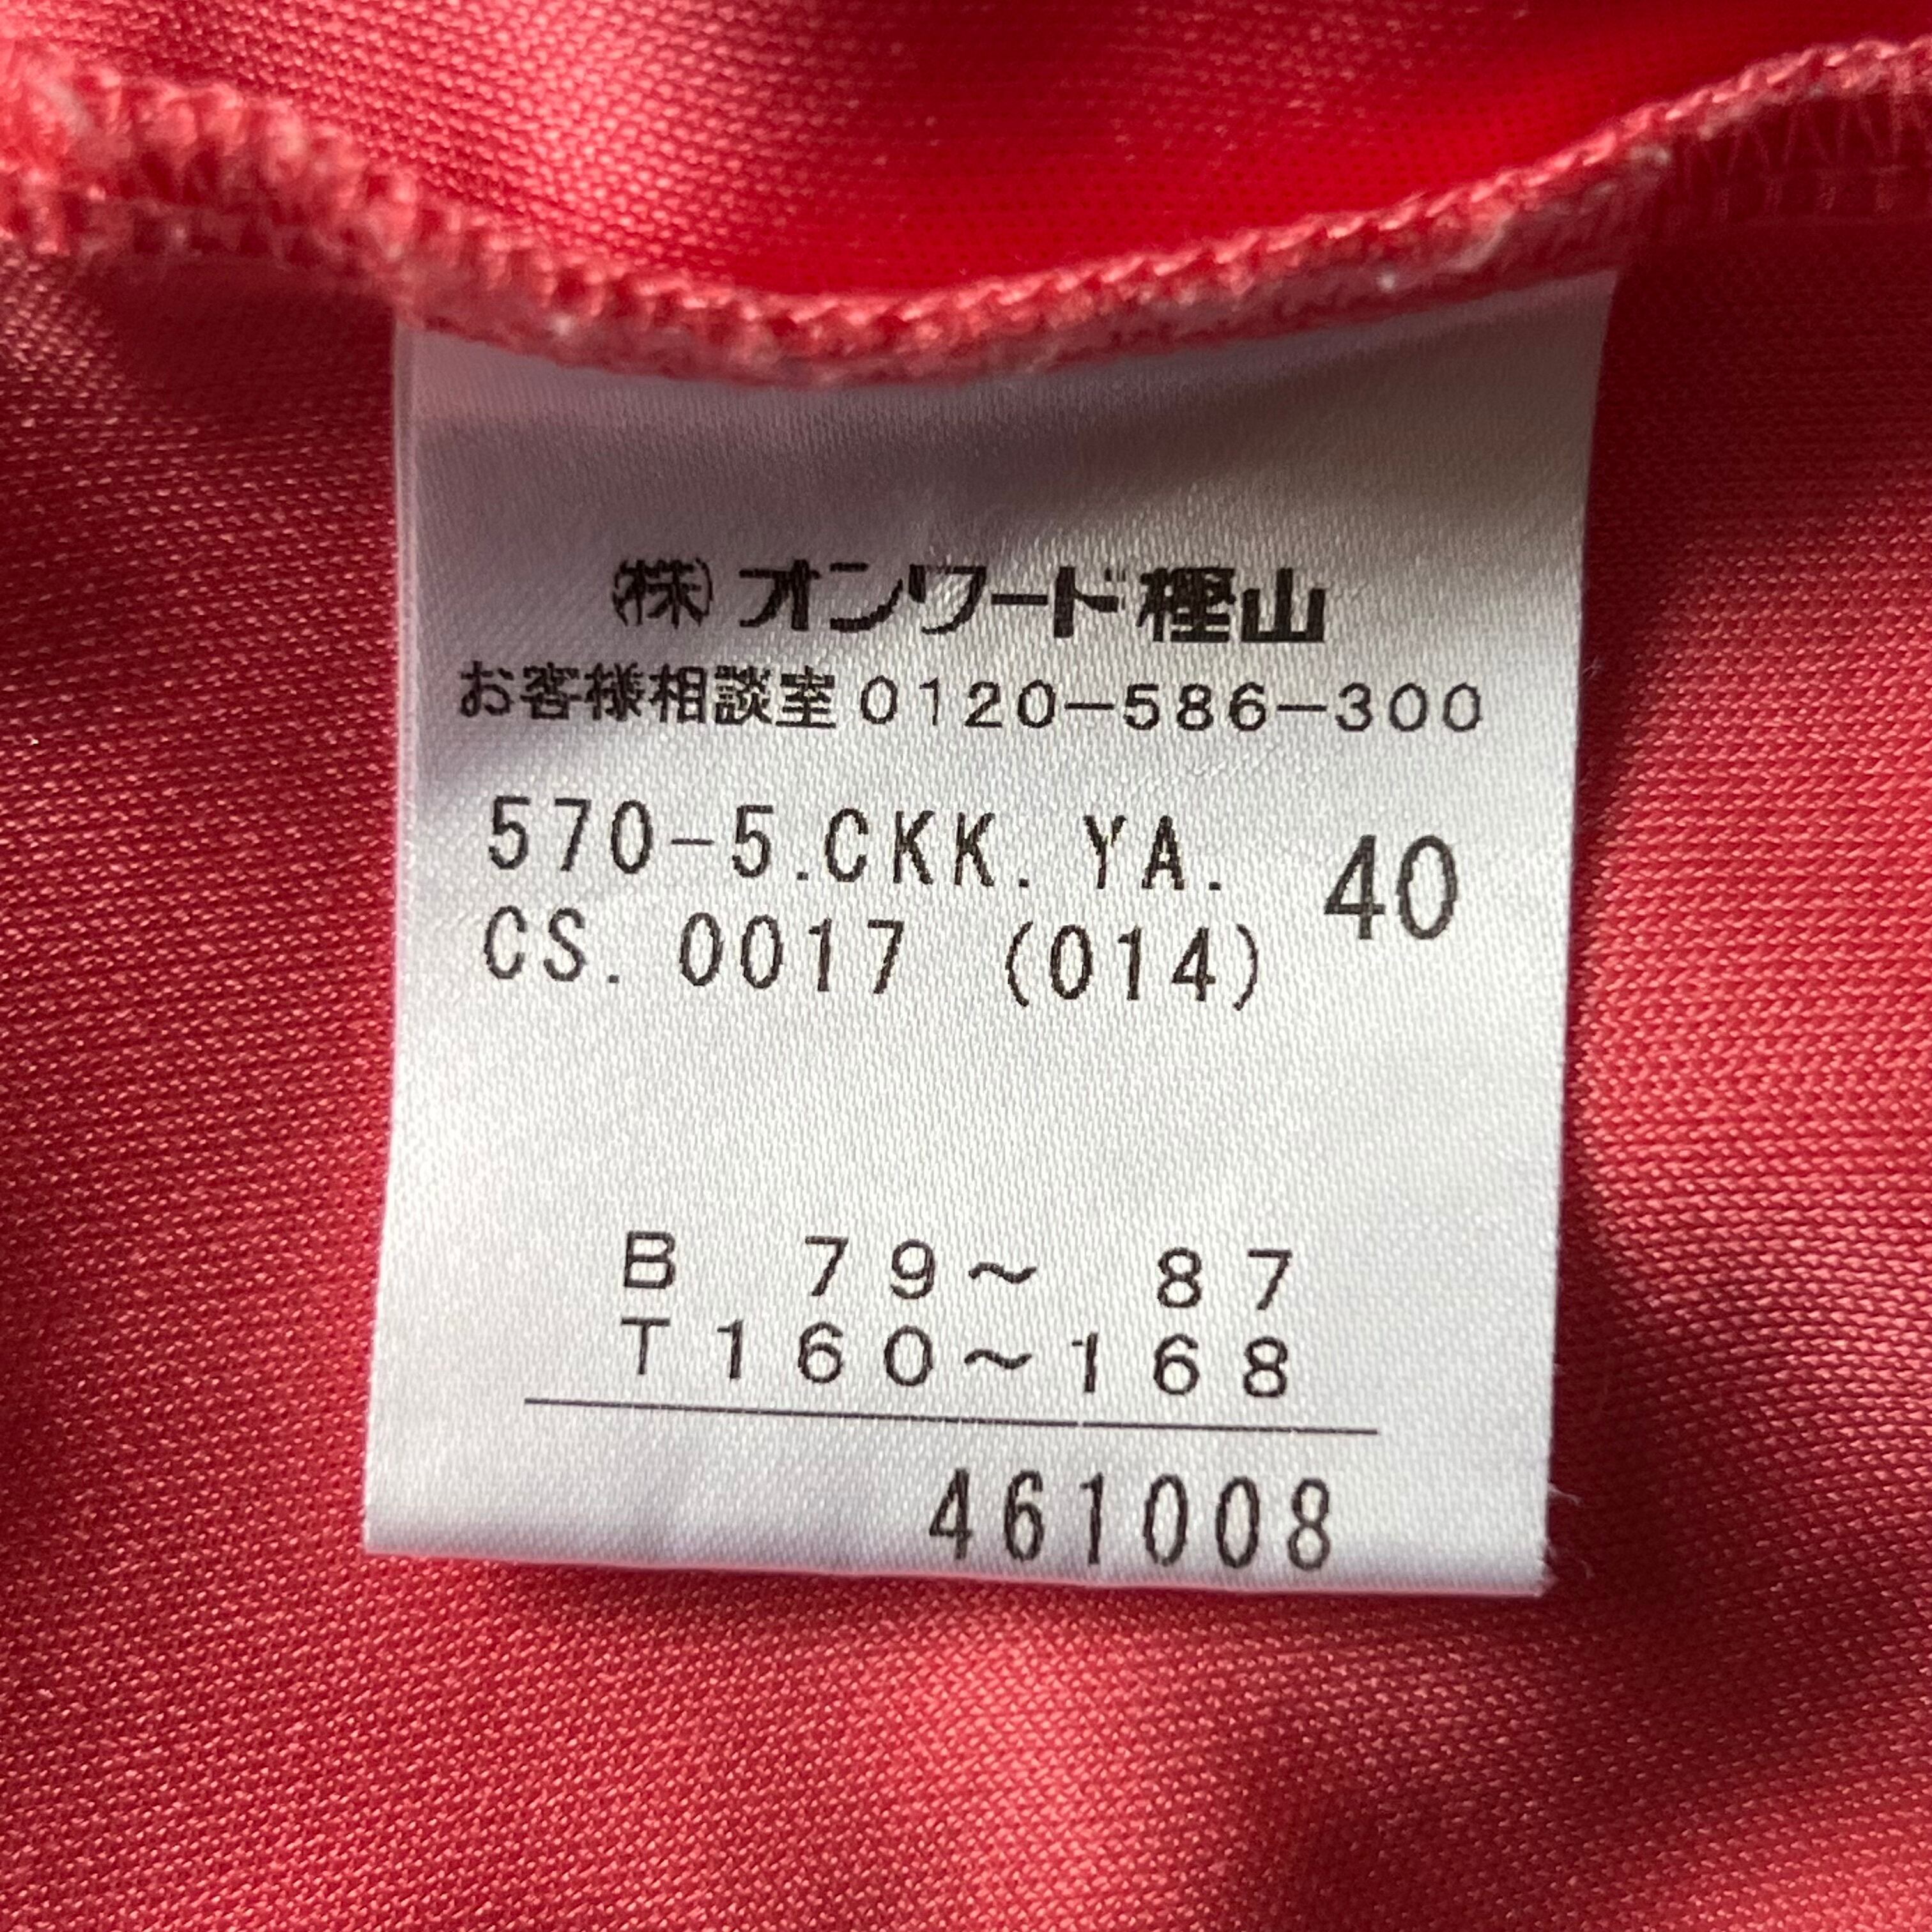 ㈱オンワード樫山
お客様相談室0120-586-300
570-5.CKK.YA. 40
CS.0017 (014)
B 79～ 87
T160～168
461008